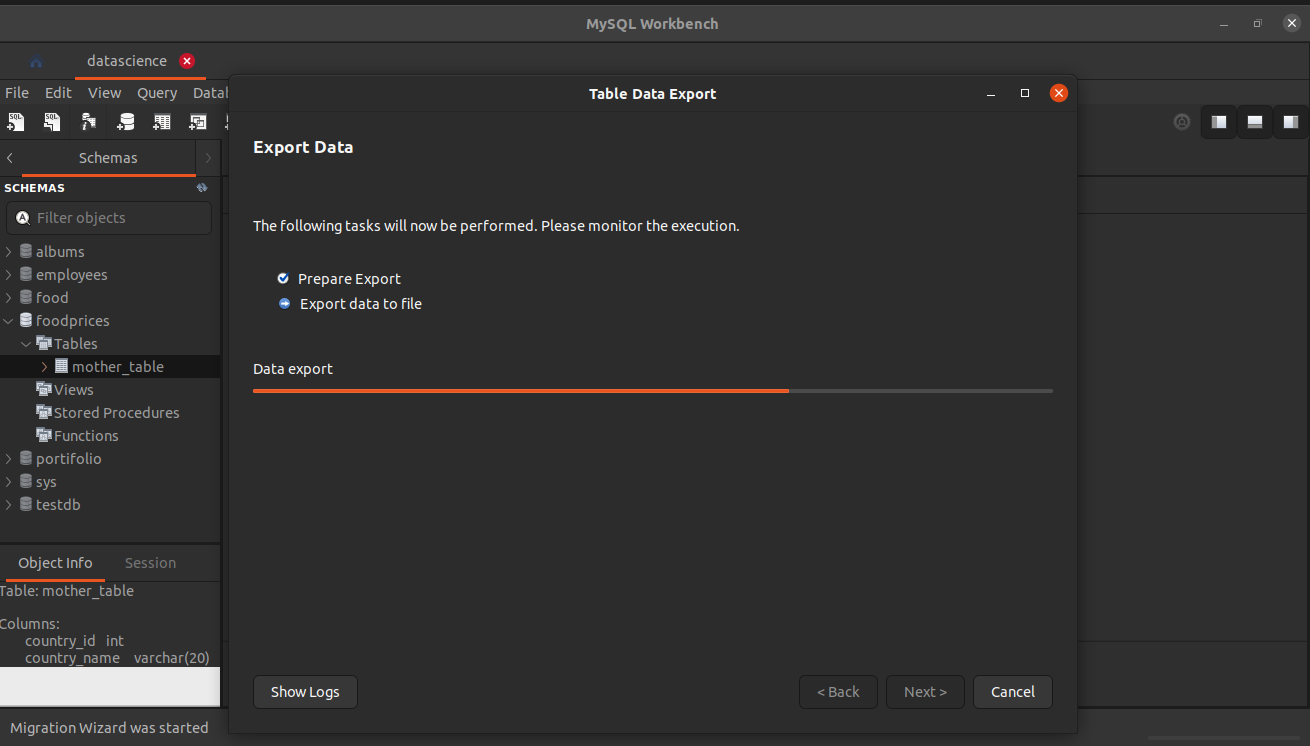 MySQL Workbench
datascience
File Edit View Query Datab
Schemas
SCHEMAS
Filter objects
albums
employees
food
foodprices
Tables
mother_table
Views
Stored Procedures
Functions
portifolio
sys
testdb
Object Info Session
Table: mother_table
Columns:
country_id int
country_name varchar(20)
Migration Wizard was started
Table Data Export
Export Data
The following tasks will now be performed. Please monitor the execution.
Prepare Export
Export data to file
Data export
Show Logs < Back Next > Cancel